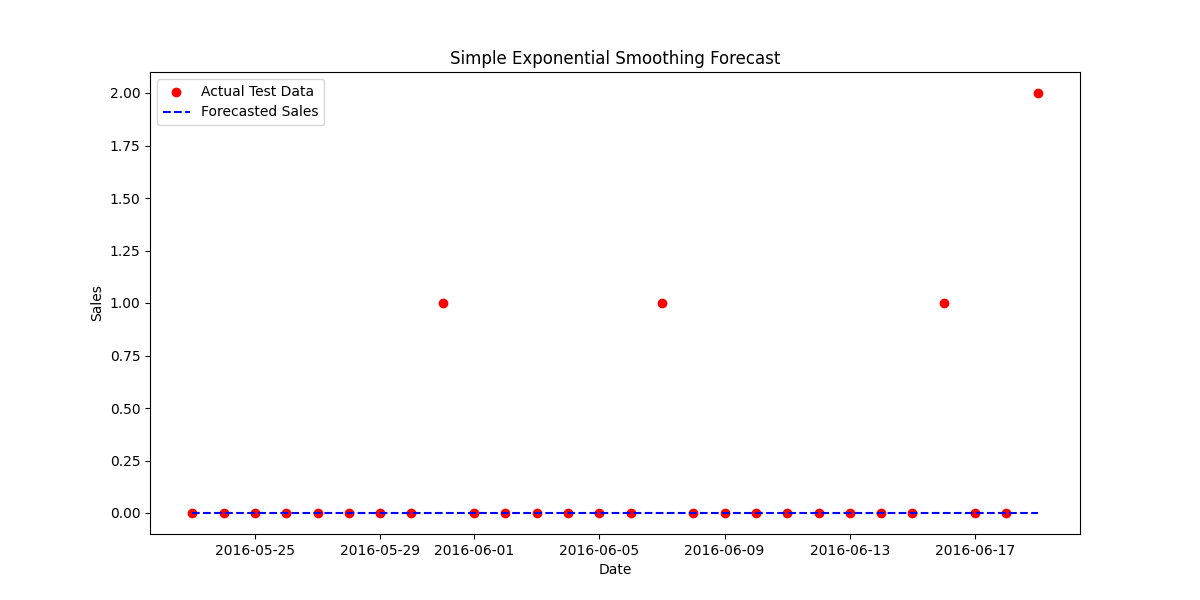 Simple Exponential Smoothing Forecast
Actual Test Data
Forecasted Sales
2.00
1.75
1.50
1.25
1.00
0.75
0.50
0.25
0.00
Sales
2016-05-25 2016-05-29 2016-06-01 2016-06-05 2016-06-09 2016-06-13 2016-06-17
Date